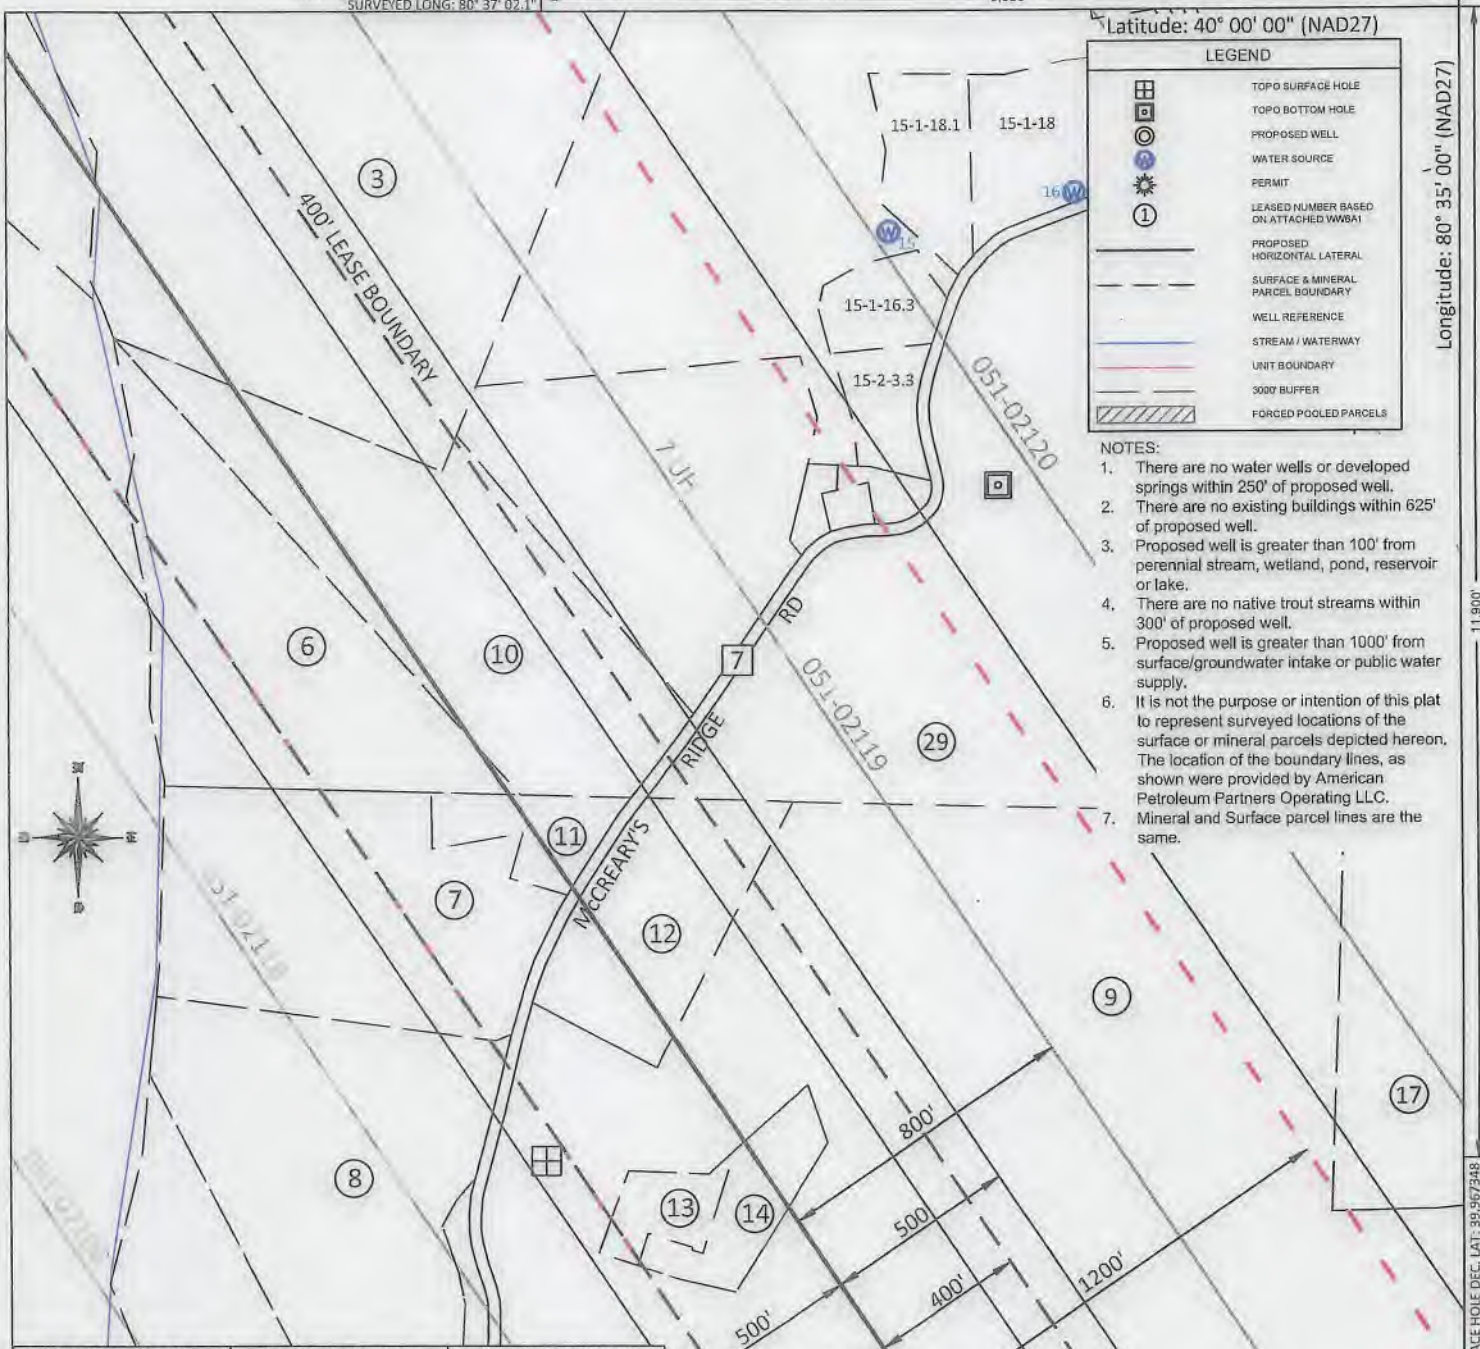 SURVEYED LONG: 80° 37' 02.1"
Latitude: 40° 00' 00" (NAD27)
Longitude: 80° 35' 00" (NAD27)
LEGEND
TOPO SURFACE HOLE
TOPO BOTTOM HOLE
PROPOSED WELL
W
WATER SOURCE
PERMIT
1
LEASED NUMBER BASED
ON ATTACHED WW6A1
PROPOSED
HORIZONTAL LATERAL
SURFACE & MINERAL
PARCEL BOUNDARY
WELL REFERENCE
STREAM / WATERWAY
UNIT BOUNDARY
3000' BUFFER
FORCED POOLED PARCELS
NOTES:
1. There are no water wells or developed
springs within 250' of proposed well.
2. There are no existing buildings within 625'
of proposed well.
3. Proposed well is greater than 100' from
perennial stream, wetland, pond, reservoir
or lake.
4. There are no native trout streams within
300' of proposed well.
5. Proposed well is greater than 1000' from
surface/groundwater intake or public water
supply.
6. It is not the purpose or intention of this plat
to represent surveyed locations of the
surface or mineral parcels depicted hereon.
The location of the boundary lines, as
shown were provided by American
Petroleum Partners Operating LLC.
7. Mineral and Surface parcel lines are the
same.
15-1-18.1
15-1-18
16 W
W 15
3
400' LEASE BOUNDARY
15-1-16.3
15-2-3.3
051-02120
7 UH
7
RD
RIDGE
McCREARY'S
051-02119
6
10
29
11
7
12
9
17
8
13
14
800'
500'
400'
1200'
500'
11,900'
LAT: 39.967348